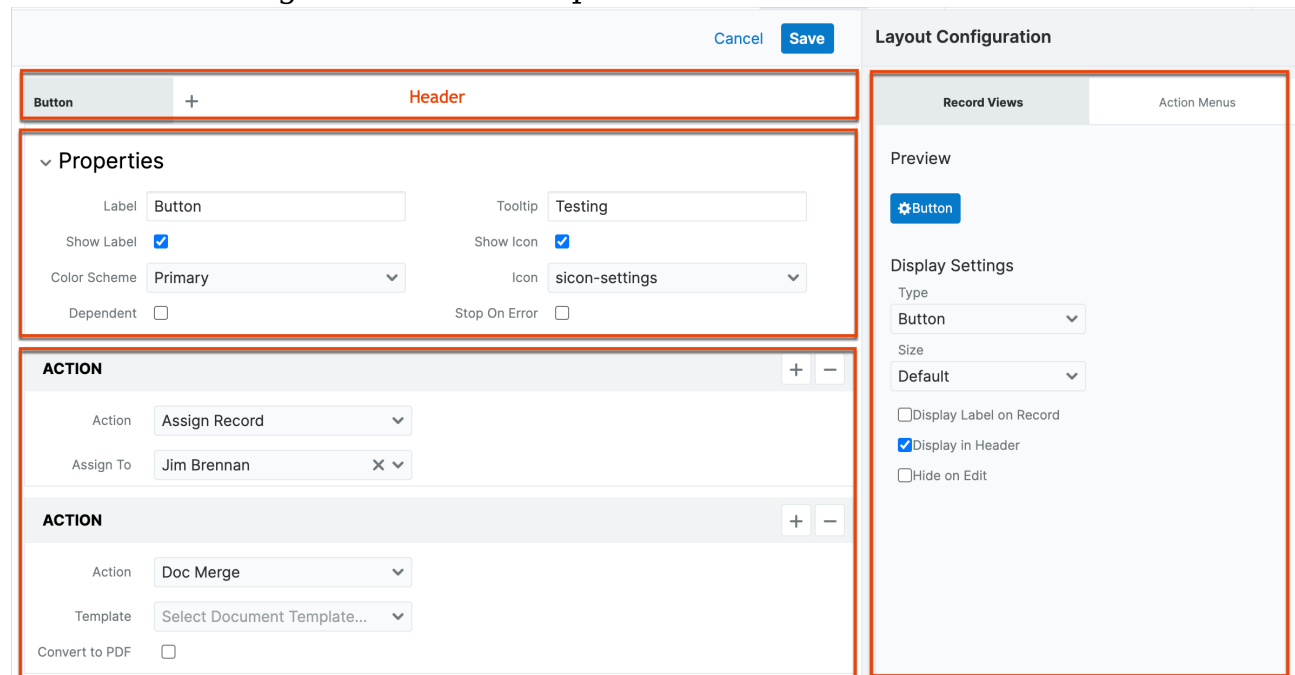 Cancel Save
Layout Configuration
Button + Header
Record Views Action Menus
Properties
Label Button Tooltip Testing
Show Label Show Icon
Color Scheme Primary Icon sicon-settings
Dependent Stop On Error
Preview
Button
Display Settings
Type
Button
Size
Default
Display Label on Record
Display in Header
Hide on Edit
ACTION + −
Action Assign Record
Assign To Jim Brennan
ACTION + −
Action Doc Merge
Template Select Document Template...
Convert to PDF